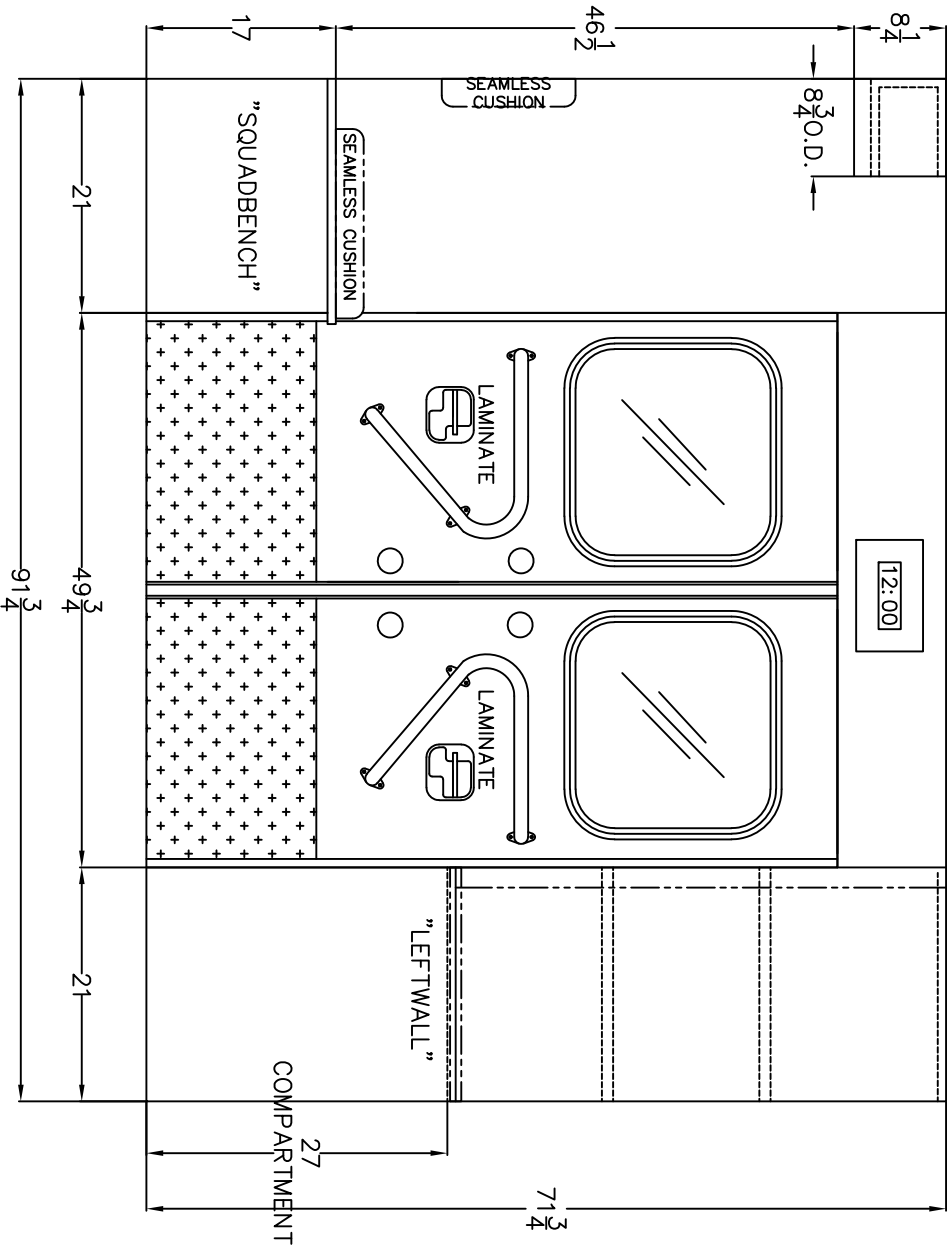 8 1/4
46 1/2
17
8 3/4 O.D.
SEAMLESS
CUSHION
SEAMLESS CUSHION
"SQUADBENCH"
12:00
LAMINATE
LAMINATE
"LEFTWALL"
27
COMPARTMENT
71 3/4
21
49 3/4
21
91 3/4